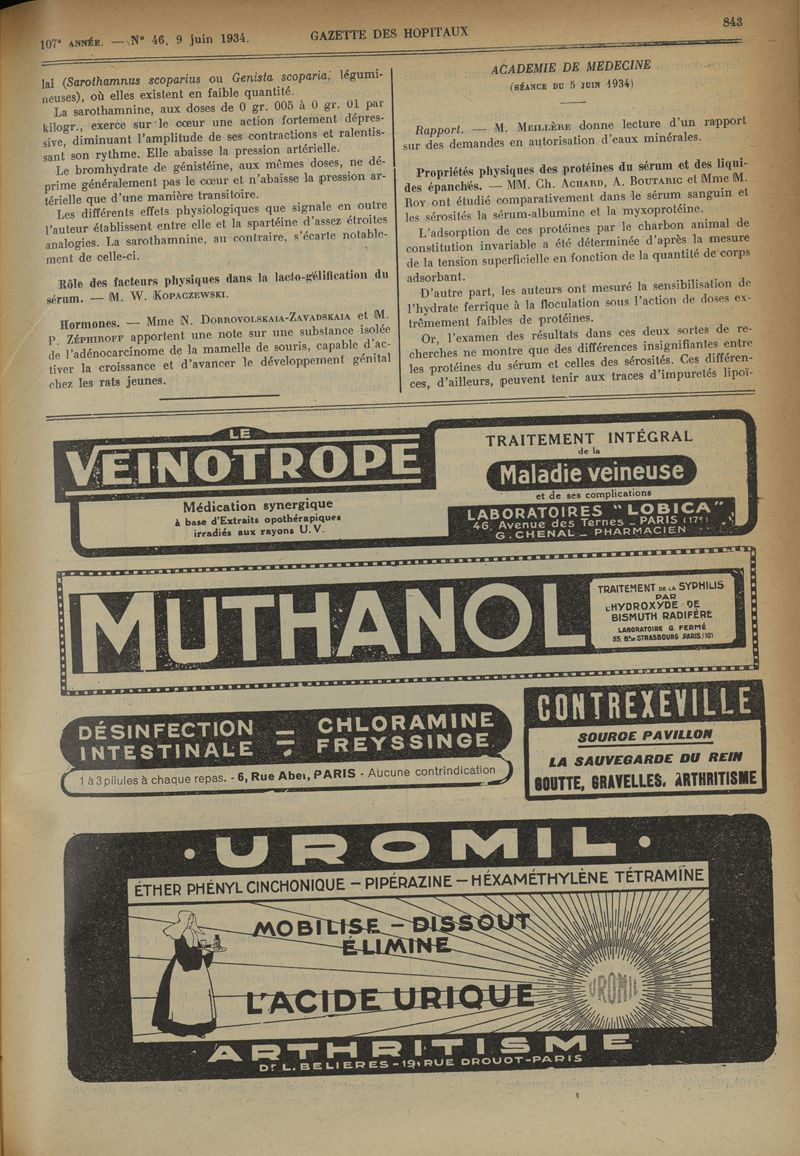 107e ANNÉE. — N° 46, 9 juin 1934.
GAZETTE DES HOPITAUX
843
lai (Sarothamnus scoparius ou Genista scoparia, légumi-
neuses), où elles existent en faible quantité.
La sarothamnine, aux doses de 0 gr. 005 à 0 gr. 01 par
kilogr., exerce sur le cœur une action fortement dépres-
sive, diminuant l'amplitude de ses contractions et ralentis-
sant son rythme. Elle abaisse la pression artérielle.
Le bromhydrate de génistéine, aux mêmes doses, ne dé-
prime généralement pas le cœur et n'abaisse la pression ar-
térielle que d'une manière transitoire.
Les différents effets physiologiques que signale en outre
l'auteur établissent entre elle et la spartéine d'assez étroites
analogies. La sarothamnine, au contraire, s'écarte notable-
ment de celle-ci.
Rôle des facteurs physiques dans la lacto-gélification du
sérum. — M. W. KOPACZEWSKI.
Hormones. — Mme N. DOBROVOLSKAIA-ZAVADSKAIA et M.
P. ZÉPHIROFF apportent une note sur une substance isolée
de l'adénocarcinome de la mamelle de souris, capable d'ac-
tiver la croissance et d'avancer le développement génital
chez les rats jeunes.
ACADEMIE DE MEDECINE
(SÉANCE DU 5 JUIN 1934)
Rapport. — M. MEILLÈRE donne lecture d'un rapport
sur des demandes en autorisation d'eaux minérales.
Propriétés physiques des protéines du sérum et des liqui-
des épanchés. — MM. Ch. ACHARD, A. BOUTARIC et Mme M.
ROY ont étudié comparativement dans le sérum sanguin et
les sérosités la sérum-albumine et la myxoprotéine.
L'adsorption de ces protéines par le charbon animal de
constitution invariable a été déterminée d'après la mesure
de la tension superficielle en fonction de la quantité de corps
adsorbant.
D'autre part, les auteurs ont mesuré la sensibilisation de
l'hydrate ferrique à la floculation sous l'action de doses ex-
trêmement faibles de protéines.
Or, l'examen des résultats dans ces deux sortes de re-
cherches ne montre que des différences insignifiantes entre
les protéines du sérum et celles des sérosités. Ces différen-
ces, d'ailleurs, peuvent tenir aux traces d'impuretés lipoï-
LE
VEINOTROPE
Médication synergique
à base d'Extraits opothérapiques
irradiés aux rayons U.V.
TRAITEMENT INTÉGRAL
de la
Maladie veineuse
et de ses complications
LABORATOIRES "LOBICA"
46, Avenue des Ternes _ PARIS (17e)
G. CHENAL _ PHARMACIEN
MUTHANOL
TRAITEMENT DE LA SYPHILIS
PAR
L'HYDROXYDE DE
BISMUTH RADIFÈRE
LABORATOIRE G. FERMÉ
55, Bd DE STRASBOURG .PARIS (10)
DÉSINFECTION
INTESTINALE
=
CHLORAMINE
FREYSSINGE
1 à 3 pilules à chaque repas. - 6, Rue Abel, PARIS - Aucune contrindication
CONTREXEVILLE
SOURCE PAVILLON
LA SAUVEGARDE DU REIN
GOUTTE, GRAVELLES, ARTHRITISME
• UROMIL •
ÉTHER PHÉNYL CINCHONIQUE — PIPÉRAZINE — HÉXAMÉTHYLÈNE TÉTRAMÏNE
MOBILISE — DISSOUT
ÉLIMINE
L'ACIDE URIQUE
UROMIL
ARTHRITISME
Dr L. BELIERES - 19, RUE DROUOT - PARIS